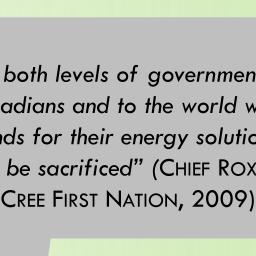 both levels of governmen
adians and to the world w
nds for their energy solutio
be sacrificed” (CHIEF ROX
CREE FIRST NATION, 2009)